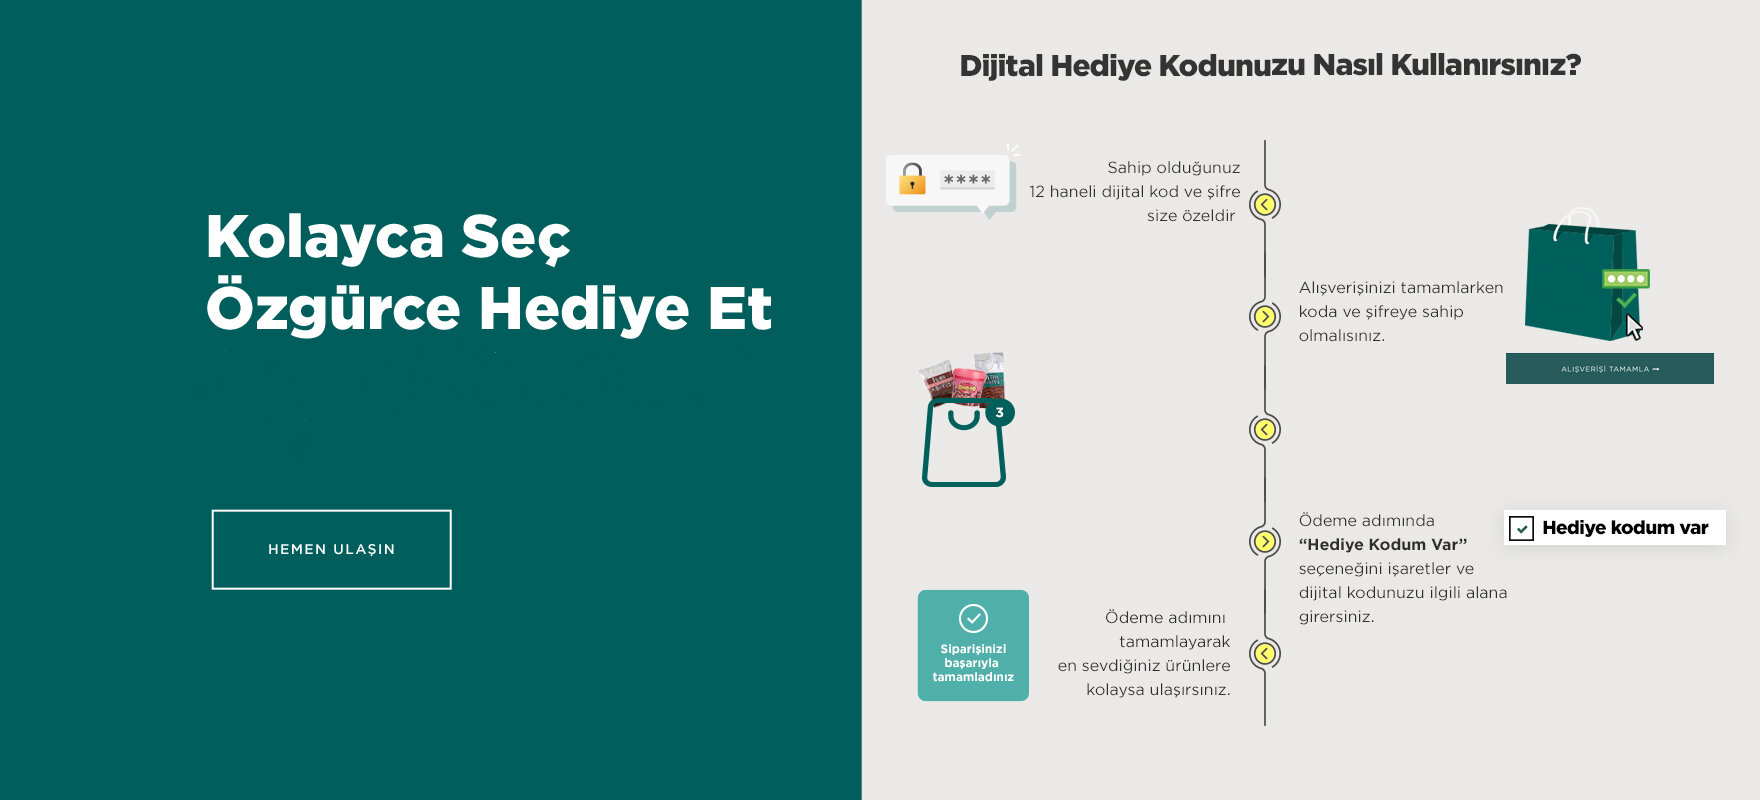 Kolayca Seç
Özgürce Hediye Et
HEMEN ULAŞIN
Dijital Hediye Kodunuzu Nasıl Kullanırsınız?
****
Sahip olduğunuz
12 haneli dijital kod ve şifre
size özeldir
Alışverişinizi tamamlarken
koda ve şifreye sahip
olmalısınız.
ALIŞVERİŞİ TAMAMLA →
3
Ödeme adımında
“Hediye Kodum Var”
seçeneğini işaretler ve
dijital kodunuzu ilgili alana
girersiniz.
Hediye kodum var
Siparişinizi
başarıyla
tamamladınız
Ödeme adımını
tamamlayarak
en sevdiğiniz ürünlere
kolaysa ulaşırsınız.